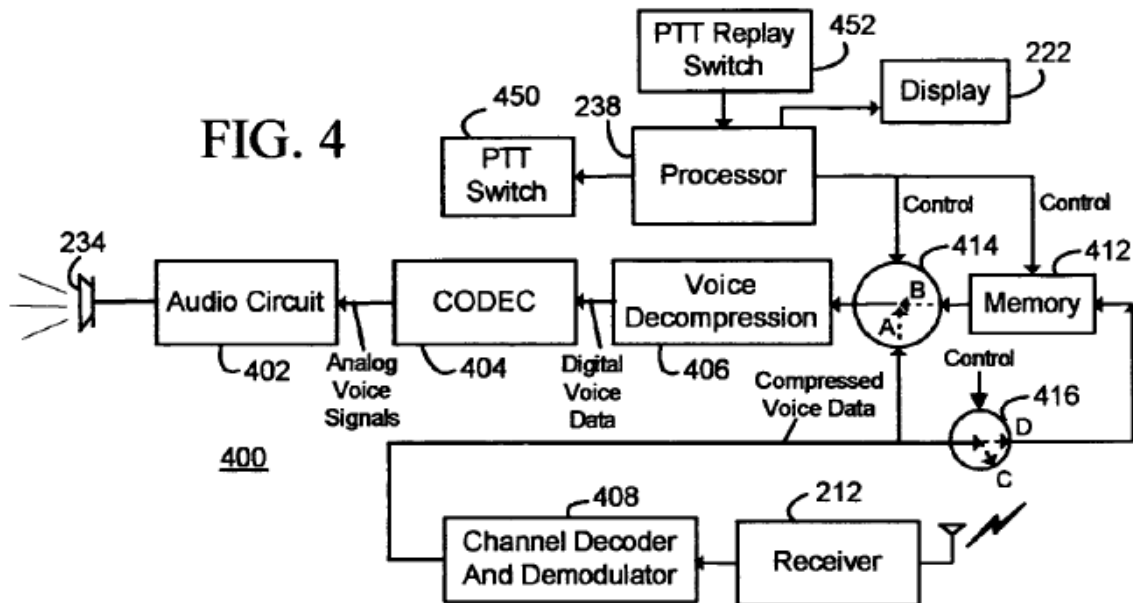 PTT Replay
Switch
452
Display
222
450
238
FIG. 4
PTT
Switch
Processor
Control
Control
234
414
412
Audio Circuit
CODEC
Voice
Decompression
B
A
Memory
402
Analog
Voice
Signals
404
Digital
Voice
Data
406
Compressed
Voice Data
Control
416
D
C
400
408
212
Channel Decoder
And Demodulator
Receiver